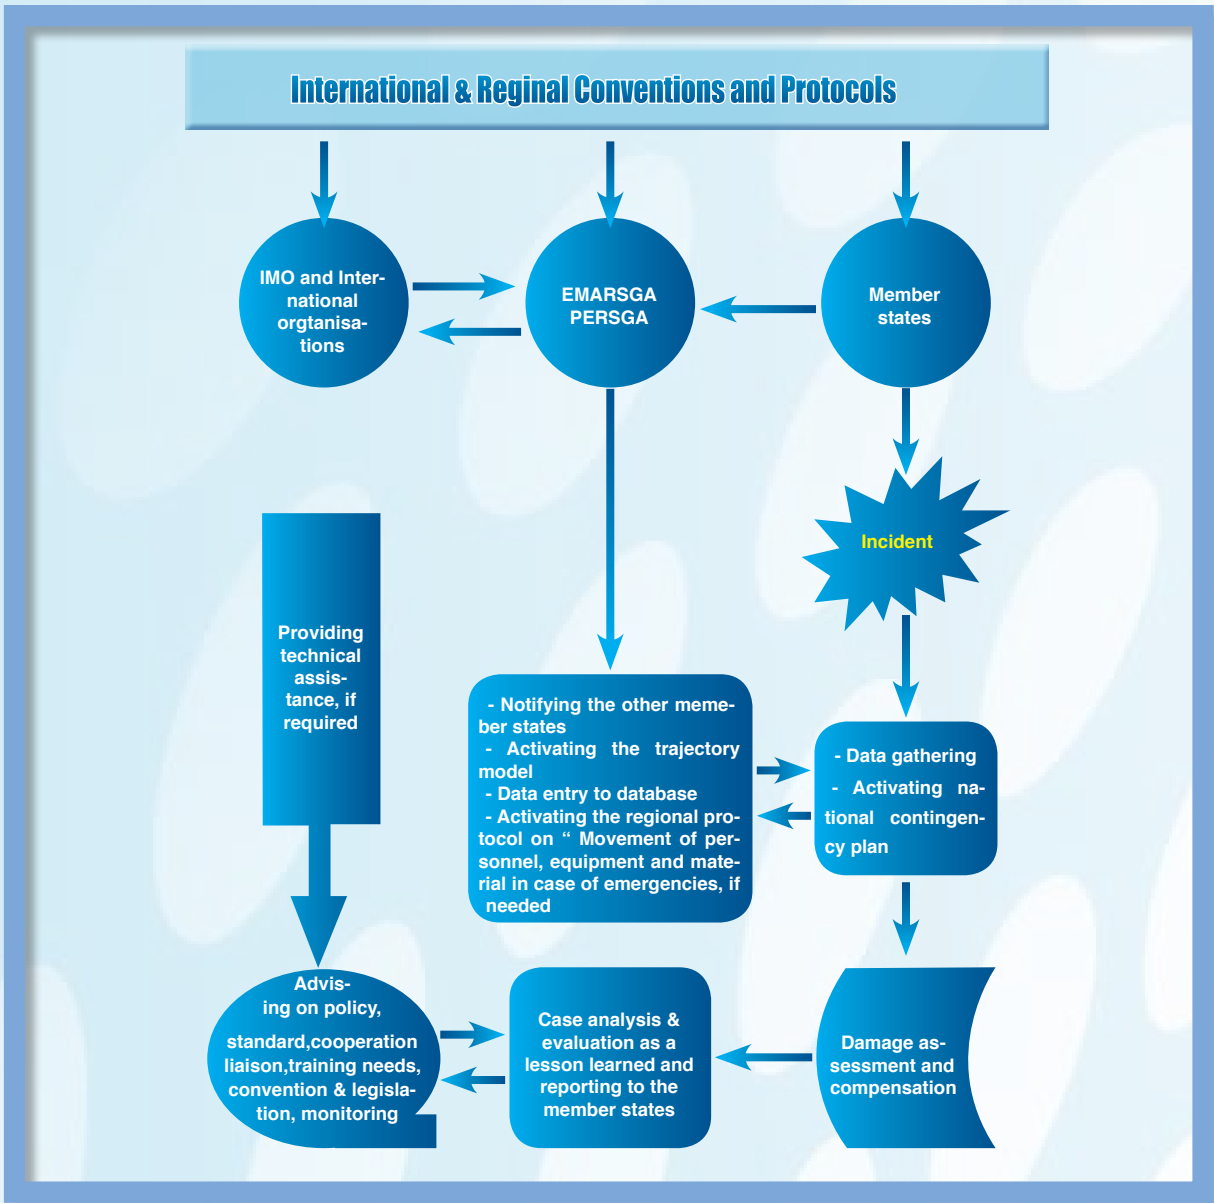 International & Reginal Conventions and Protocols
IMO and Inter-
national
orgtanisa-
tions
EMARSGA
PERSGA
Member
states
Incident
Providing
technical
assis-
tance, if
required
- Notifying the other meme-
ber states
- Activating the trajectory
model
- Data entry to database
- Activating the regional pro-
tocol on “ Movement of per-
sonnel, equipment and mate-
rial in case of emergencies, if
needed
- Data gathering
- Activating na-
tional contingen-
cy plan
Advis-
ing on policy,
standard,cooperation
liaison,training needs,
convention & legisla-
tion, monitoring
Case analysis &
evaluation as a
lesson learned and
reporting to the
member states
Damage as-
sessment and
compensation